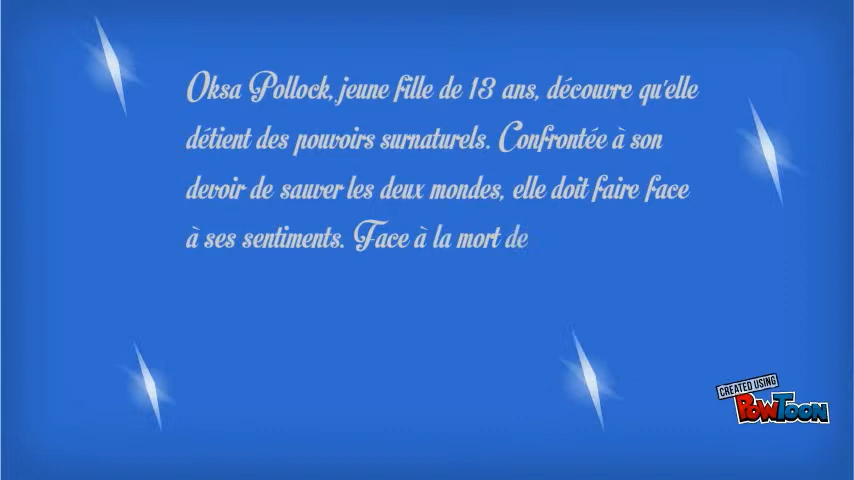 Oksa Pollock, jeune fille de 13 ans, découvre qu'elle
détient des pouvoirs surnaturels. Confrontée à son
devoir de sauver les deux mondes, elle doit faire face
à ses sentiments. Face à la mort de
CREATED USING
POWTOON